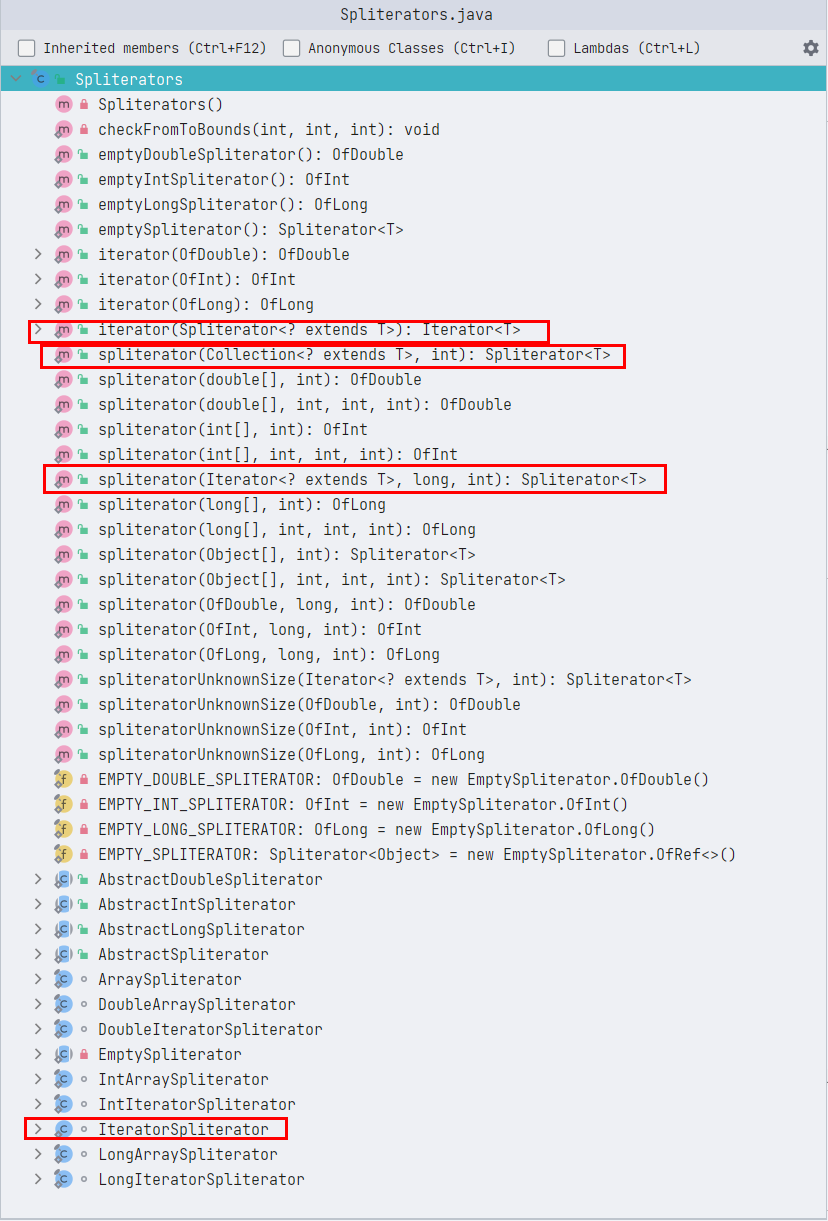 Spliterators.java
Inherited members (Ctrl+F12) Anonymous Classes (Ctrl+I) Lambdas (Ctrl+L)
Spliterators
Spliterators()
checkFromToBounds(int, int, int): void
emptyDoubleSpliterator(): OfDouble
emptyIntSpliterator(): OfInt
emptyLongSpliterator(): OfLong
emptySpliterator(): Spliterator<T>
iterator(OfDouble): OfDouble
iterator(OfInt): OfInt
iterator(OfLong): OfLong
iterator(Spliterator<? extends T>): Iterator<T>
spliterator(Collection<? extends T>, int): Spliterator<T>
spliterator(double[], int): OfDouble
spliterator(double[], int, int, int): OfDouble
spliterator(int[], int): OfInt
spliterator(int[], int, int, int): OfInt
spliterator(Iterator<? extends T>, long, int): Spliterator<T>
spliterator(long[], int): OfLong
spliterator(long[], int, int, int): OfLong
spliterator(Object[], int): Spliterator<T>
spliterator(Object[], int, int, int): Spliterator<T>
spliterator(OfDouble, long, int): OfDouble
spliterator(OfInt, long, int): OfInt
spliterator(OfLong, long, int): OfLong
spliteratorUnknownSize(Iterator<? extends T>, int): Spliterator<T>
spliteratorUnknownSize(OfDouble, int): OfDouble
spliteratorUnknownSize(OfInt, int): OfInt
spliteratorUnknownSize(OfLong, int): OfLong
EMPTY_DOUBLE_SPLITERATOR: OfDouble = new EmptySpliterator.OfDouble()
EMPTY_INT_SPLITERATOR: OfInt = new EmptySpliterator.OfInt()
EMPTY_LONG_SPLITERATOR: OfLong = new EmptySpliterator.OfLong()
EMPTY_SPLITERATOR: Spliterator<Object> = new EmptySpliterator.OfRef<>()
AbstractDoubleSpliterator
AbstractIntSpliterator
AbstractLongSpliterator
AbstractSpliterator
ArraySpliterator
DoubleArraySpliterator
DoubleIteratorSpliterator
EmptySpliterator
IntArraySpliterator
IntIteratorSpliterator
IteratorSpliterator
LongArraySpliterator
LongIteratorSpliterator